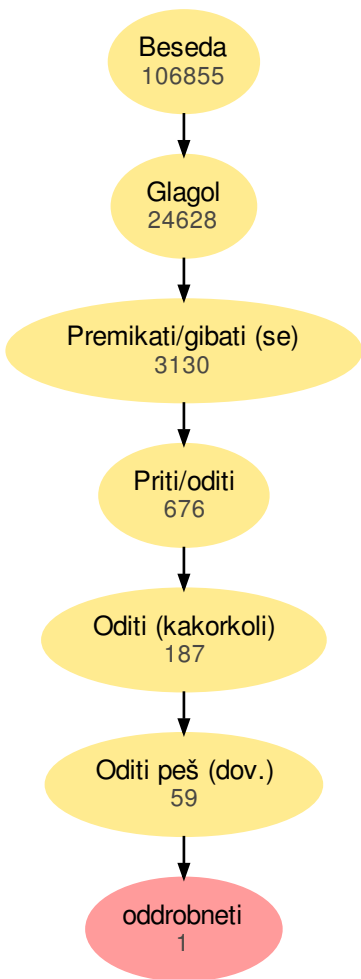 Beseda
106855
Glagol
24628
Premikati/gibati (se)
3130
Priti/oditi
676
Oditi (kakorkoli)
187
Oditi peš (dov.)
59
oddrobneti
1